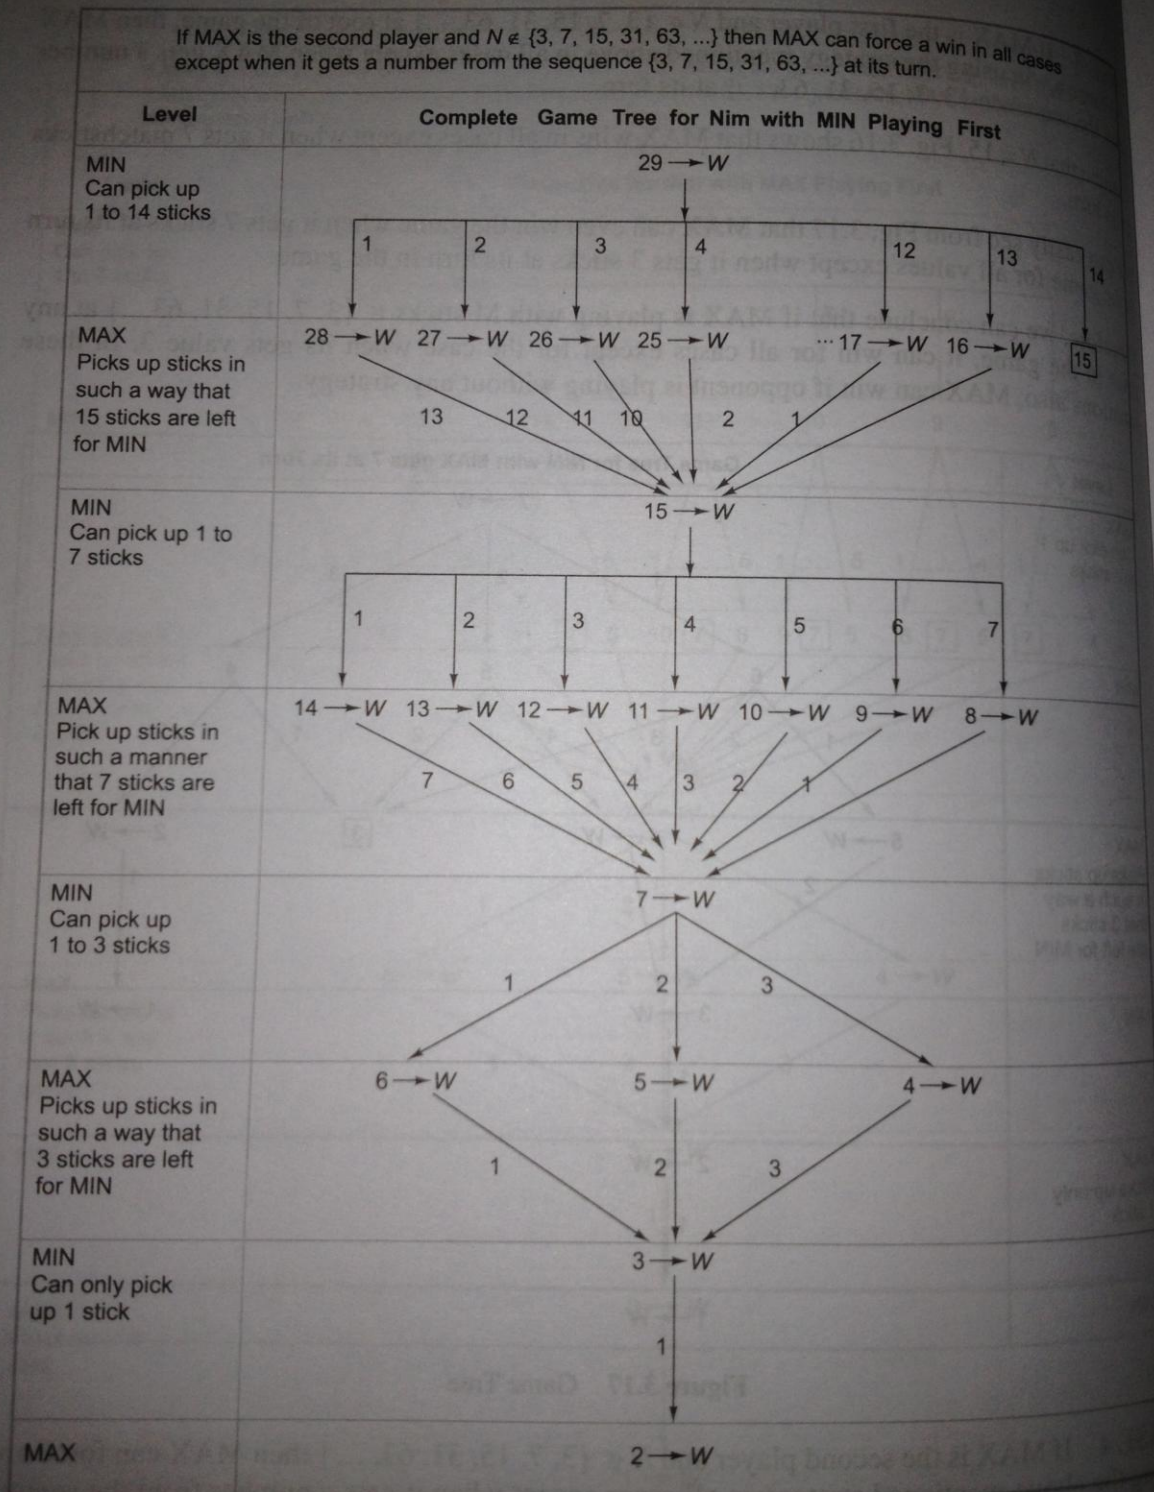 If MAX is the second player and N ∉ {3, 7, 15, 31, 63, ...} then MAX can force a win in all cases
except when it gets a number from the sequence {3, 7, 15, 31, 63, ...} at its turn.
Level
Complete Game Tree for Nim with MIN Playing First
MIN
Can pick up
1 to 14 sticks
29 → W
1 2 3 4 12 13 14
MAX
Picks up sticks in
such a way that
15 sticks are left
for MIN
28 → W 27 → W 26 → W 25 → W ... 17 → W 16 → W 15
13 12 11 10 2 1
MIN
Can pick up 1 to
7 sticks
15 → W
1 2 3 4 5 6 7
MAX
Pick up sticks in
such a manner
that 7 sticks are
left for MIN
14 → W 13 → W 12 → W 11 → W 10 → W 9 → W 8 → W
7 6 5 4 3 2 1
MIN
Can pick up
1 to 3 sticks
7 → W
1 2 3
MAX
Picks up sticks in
such a way that
3 sticks are left
for MIN
6 → W 5 → W 4 → W
1 2 3
MIN
Can only pick
up 1 stick
3 → W
1
MAX
2 → W